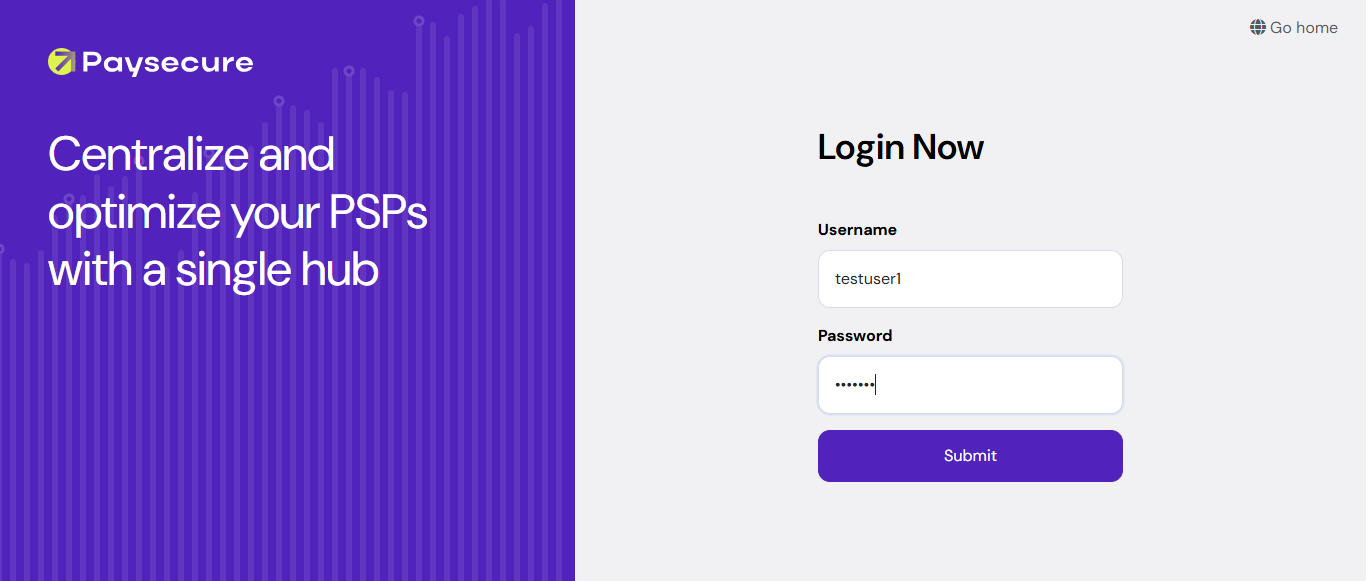 Paysecure
Centralize and
optimize your PSPs
with a single hub
Go home
Login Now
Username
testuser1
Password
•••••••
Submit